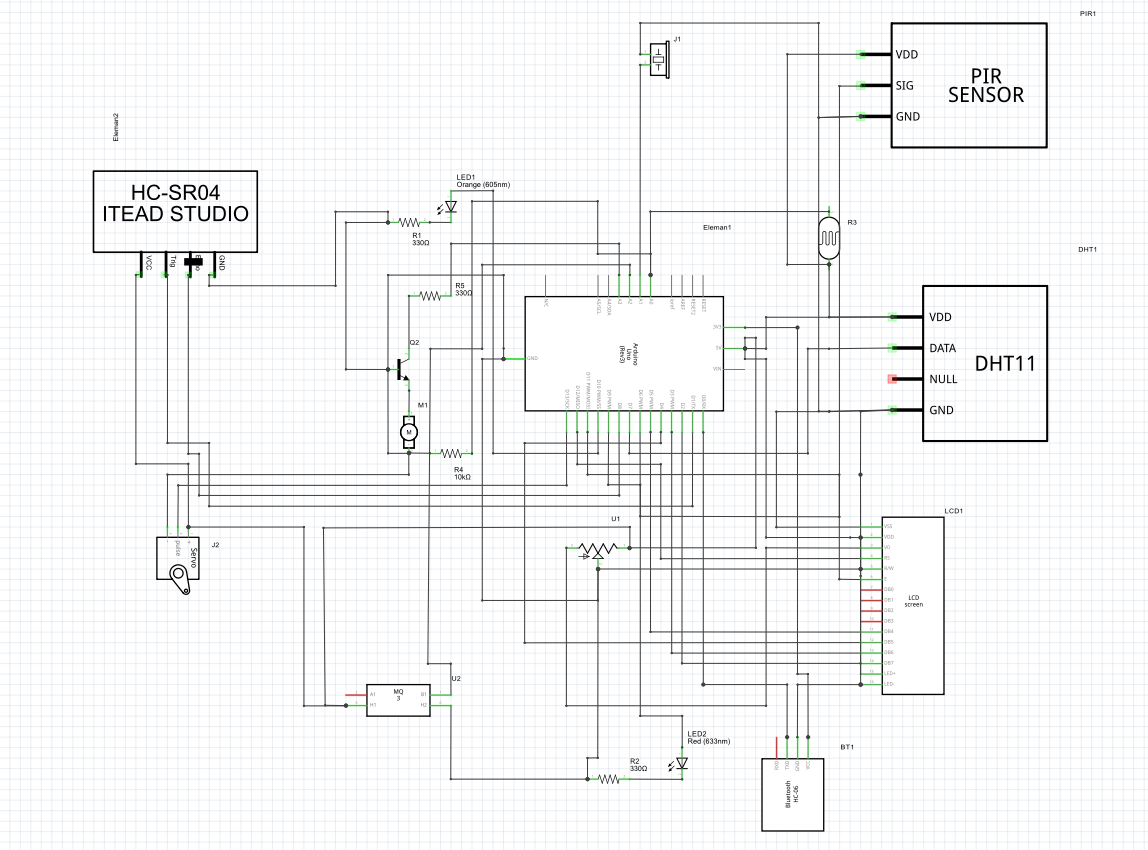 PIR1
J1
VDD
SIG
GND
PIR
SENSOR
Eleman2
HC-SR04
ITEAD STUDIO
VCC
Trig
GND
LED1
Orange (605nm)
R1
330Ω
Eleman1
R3
DHT1
R5
330Ω
Q2
GND
Arduino
Uno
(Rev3)
3V3
5V
VIN
VDD
DATA
NULL
GND
DHT11
M1
M
R4
10kΩ
U1
J2
pulse
Servo
LCD1
VSS
VDD
V0
RS
R/W
E
DB0
DB1
DB2
DB3
DB4
DB5
DB6
DB7
LED+
LED-
LCD
screen
U2
MQ
3
A1
H1
B1
H2
LED2
Red (633nm)
R2
330Ω
BT1
Bluetooth
HC-06